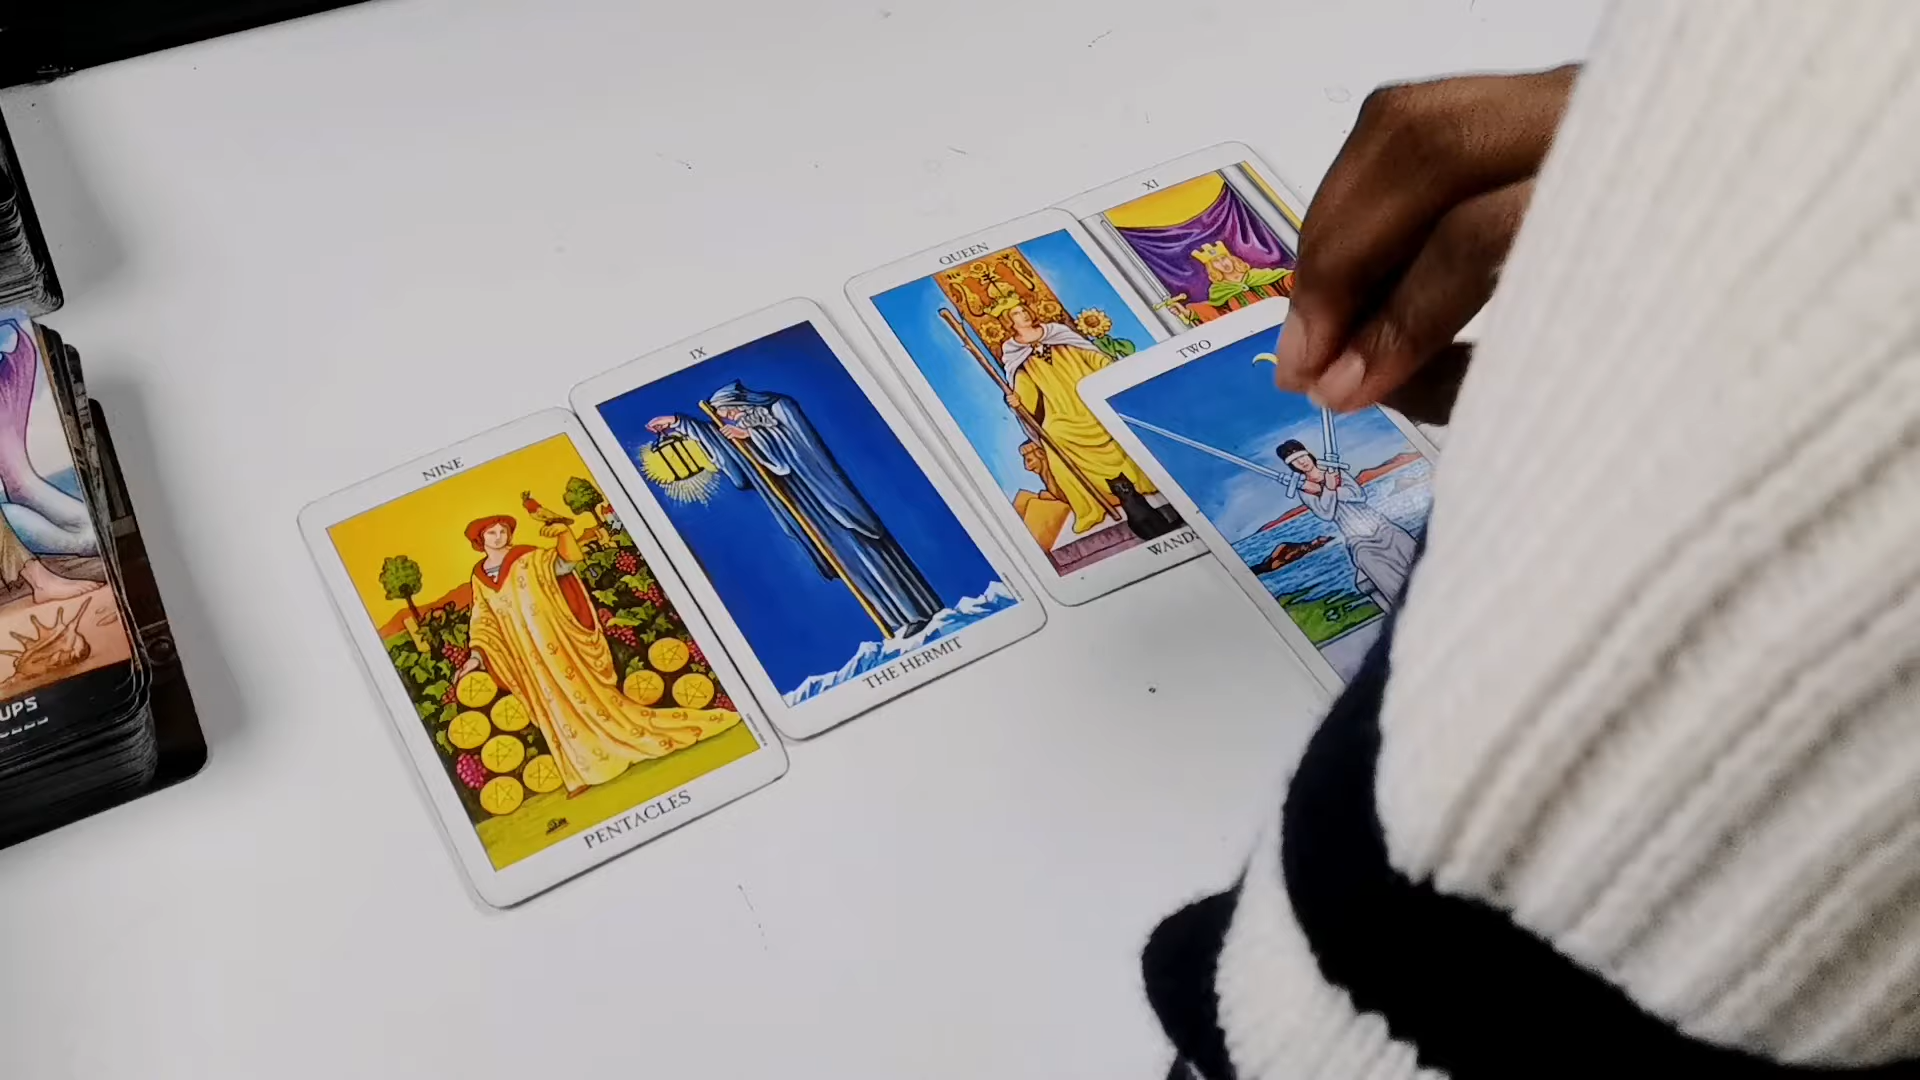 NINE
PENTACLES
IX
THE HERMIT
QUEEN
WANDS
XI
TWO
UPS